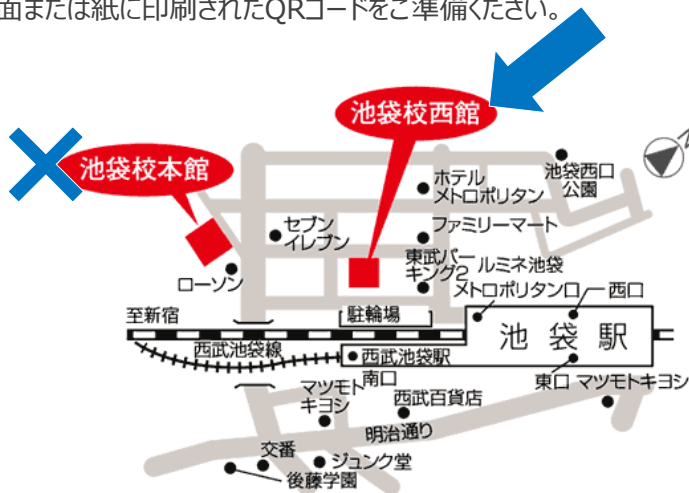 面または紙に印刷されたQRコードをご準備ください。
池袋校西館
池袋校本館
ホテル
メトロポリタン
池袋西口
公園
セブン
イレブン
ファミリーマート
東武パー
キング2
ルミネ池袋
ローソン
メトロポリタン口
西口
至新宿
駐輪場
池袋駅
西武池袋線
西武池袋駅
南口
東口
マツモトキヨシ
マツモト
キヨシ
西武百貨店
明治通り
交番
ジュンク堂
後藤学園